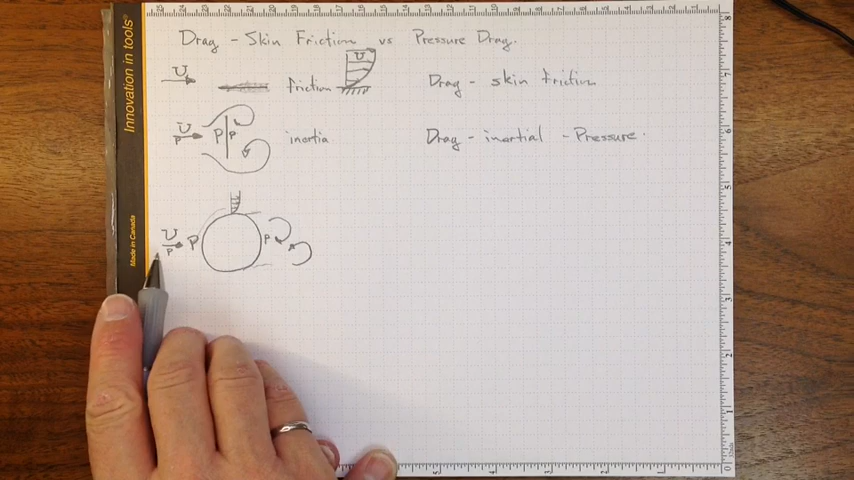 Drag - Skin Friction vs Pressure Drag.
U friction U Drag - skin friction
U P P P inertia Drag - inertial - Pressure.
U P P P
Innovation in tools
Made in Canada